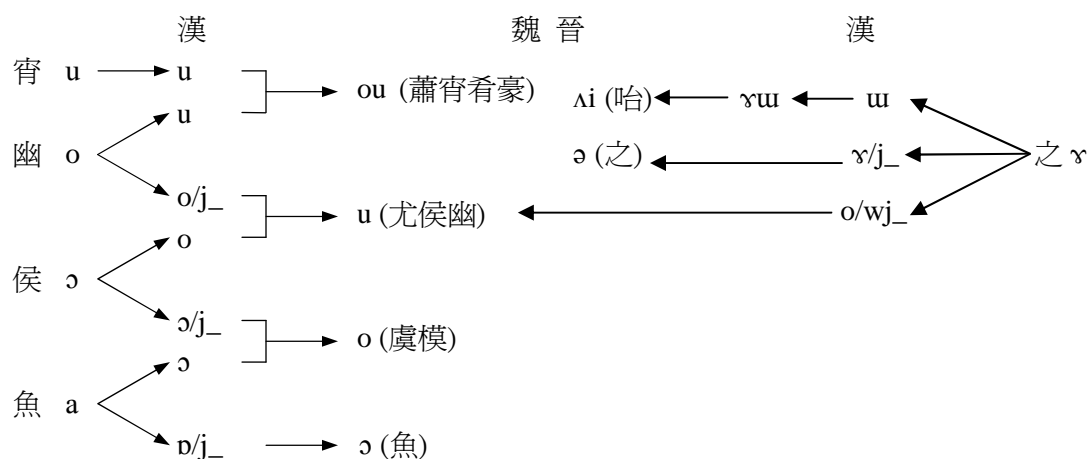 漢 魏 晉 漢
宵 u u ou (蕭宵肴豪) ʌi (咍) ɤɯ ɯ
u
幽 o ə (之) ɤ/j_ 之 ɤ
o/j_ u (尤侯幽) o/wj_
o
侯 ɔ
ɔ/j_ o (虞模)
ɔ
魚 a
ɒ/j_ ɔ (魚)